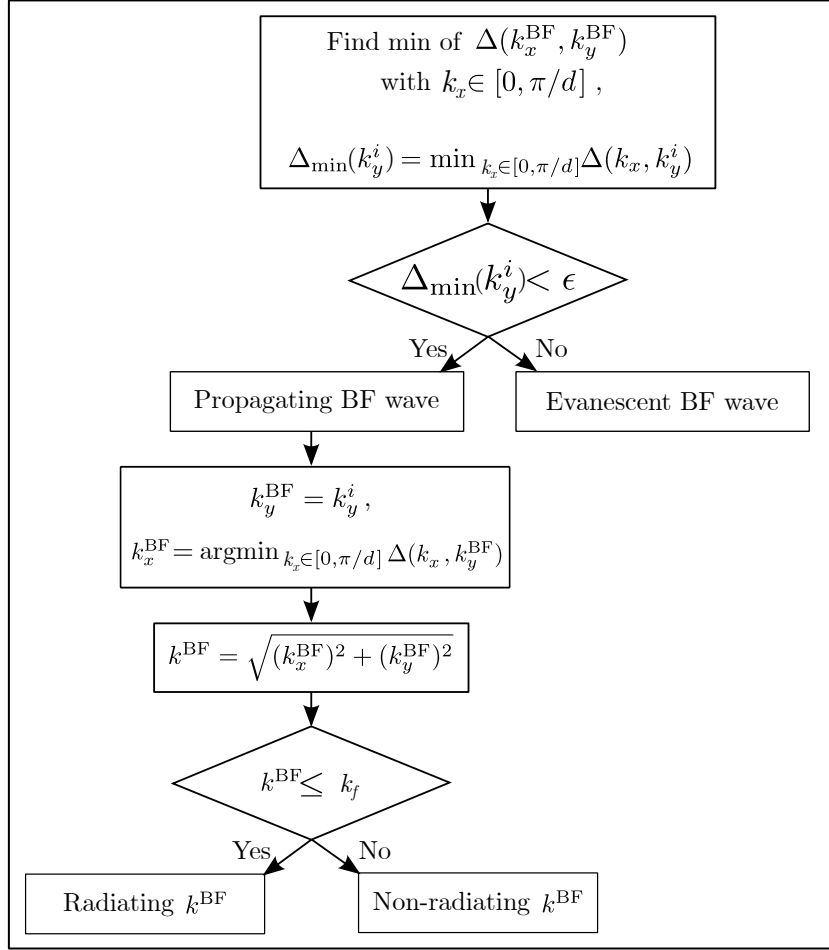 Find min of Δ(k_x^BF, k_y^BF)
with k_x ∈ [0, π/d] ,
Δ_min(k_y^i) = min _{k_x∈[0,π/d]} Δ(k_x, k_y^i)
Δ_min(k_y^i) < ϵ
Yes
No
Propagating BF wave
Evanescent BF wave
k_y^BF = k_y^i ,
k_x^BF = argmin _{k_x∈[0,π/d]} Δ(k_x , k_y^BF)
k^BF = √((k_x^BF)^2 + (k_y^BF)^2)
k^BF ≤ k_f
Yes
No
Radiating k^BF
Non-radiating k^BF